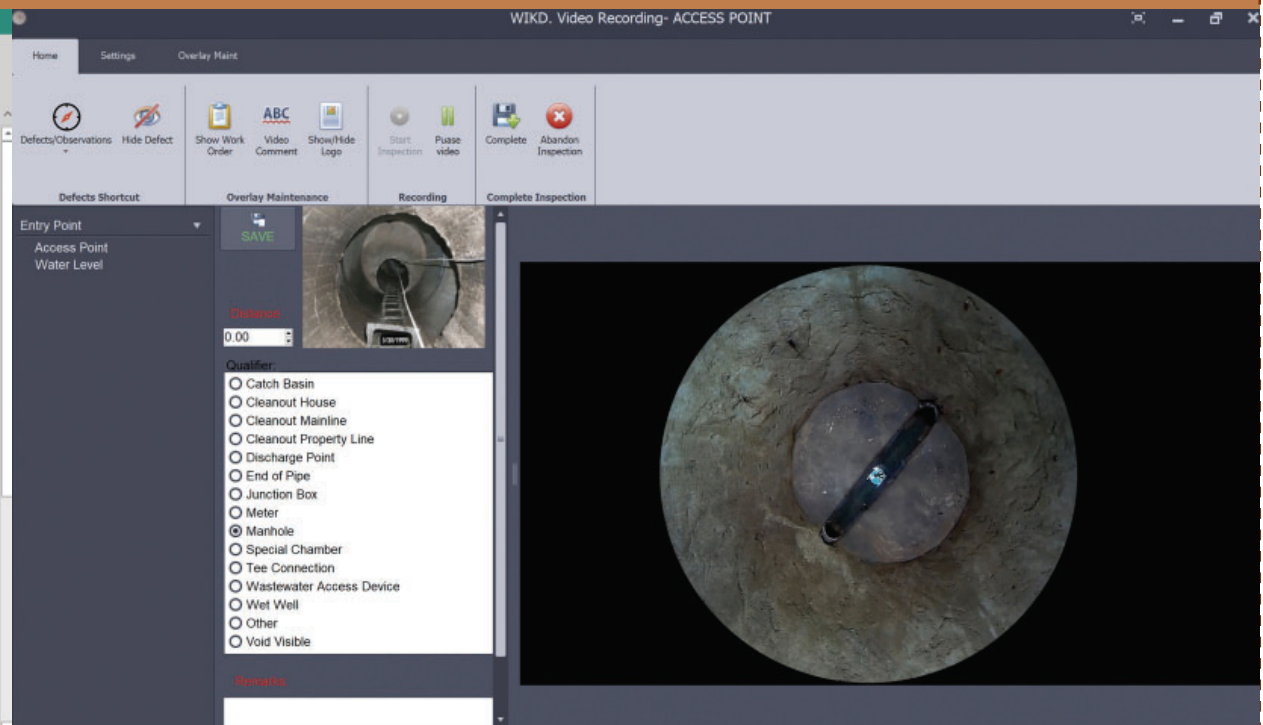 WIKD. Video Recording- ACCESS POINT
Home Settings Overlay Maint
Defects/Observations Hide Defect Show Work Order Video Comment Show/Hide Logo Start Inspection Puase video Complete Abandon Inspection
ABC
Defects Shortcut Overlay Maintenance Recording Complete Inspection
Entry Point
Access Point
Water Level
SAVE
Distance
0.00
Qualifier:
Catch Basin
Cleanout House
Cleanout Mainline
Cleanout Property Line
Discharge Point
End of Pipe
Junction Box
Meter
Manhole
Special Chamber
Tee Connection
Wastewater Access Device
Wet Well
Other
Void Visible
Remarks